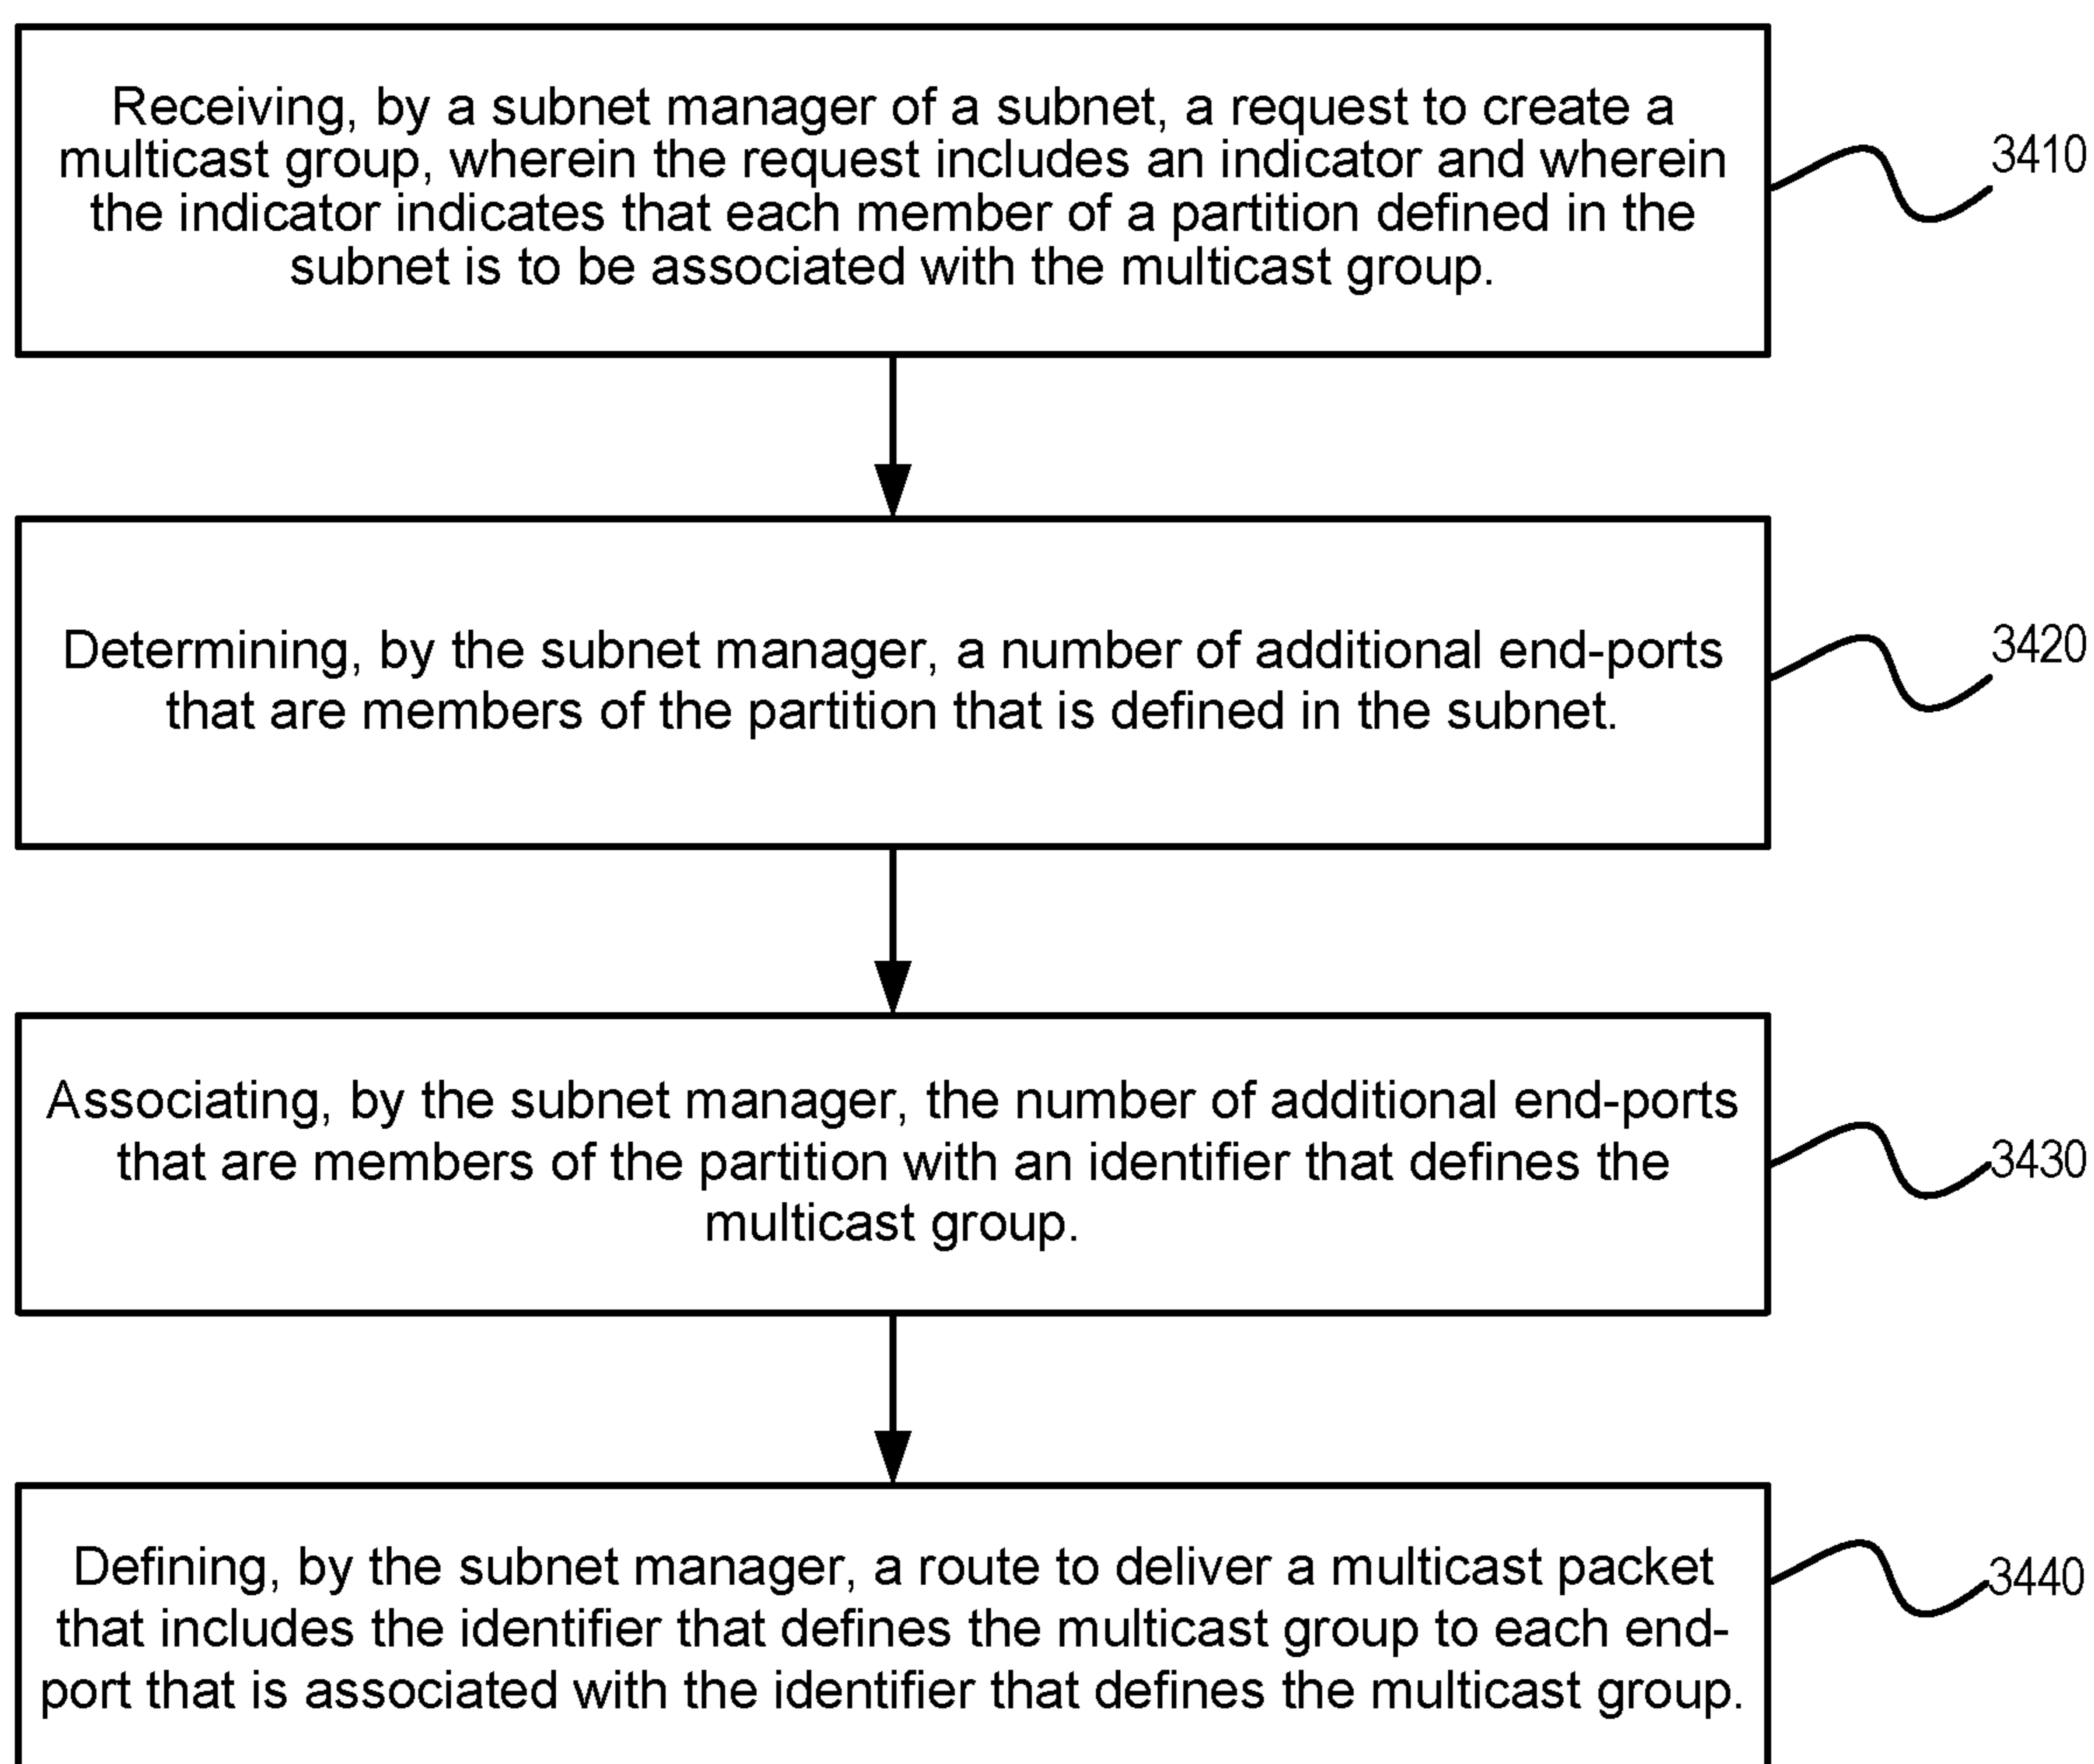 Receiving, by a subnet manager of a subnet, a request to create a
multicast group, wherein the request includes an indicator and wherein
the indicator indicates that each member of a partition defined in the
subnet is to be associated with the multicast group.
3410
Determining, by the subnet manager, a number of additional end-ports
that are members of the partition that is defined in the subnet.
3420
Associating, by the subnet manager, the number of additional end-ports
that are members of the partition with an identifier that defines the
multicast group.
3430
Defining, by the subnet manager, a route to deliver a multicast packet
that includes the identifier that defines the multicast group to each end-
port that is associated with the identifier that defines the multicast group.
3440